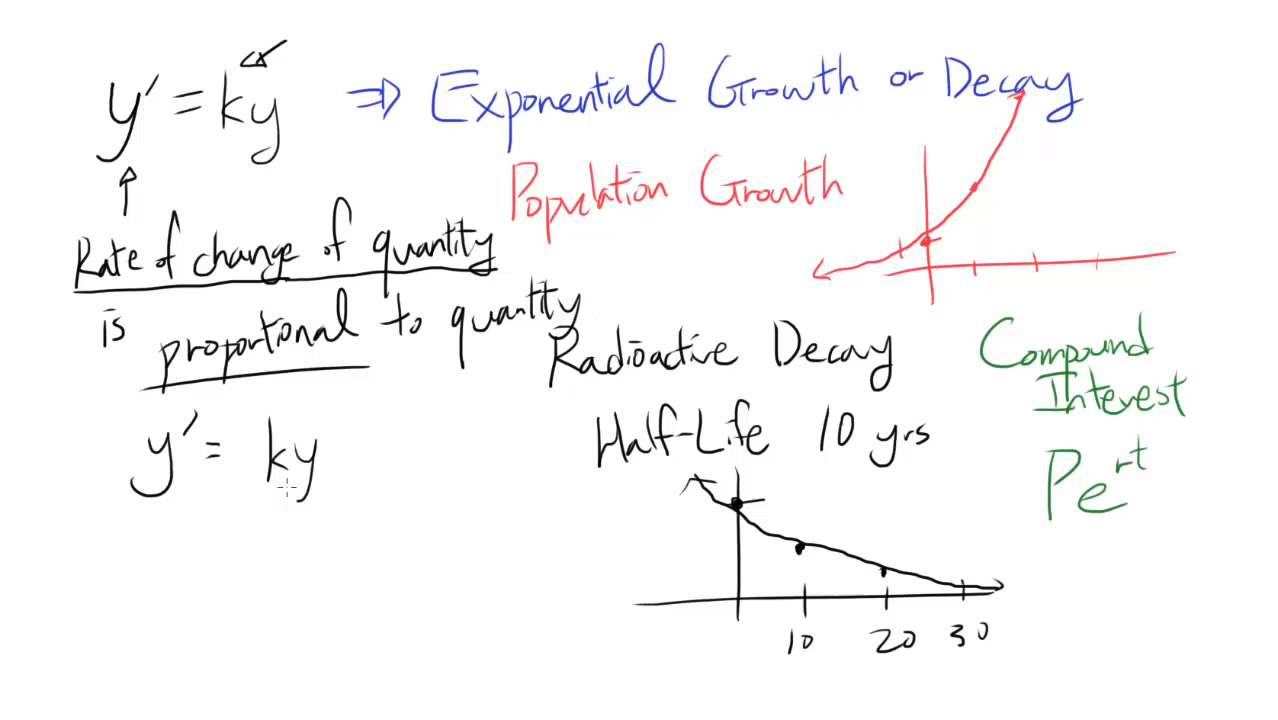 y' = ky ⇒ Exponential Growth or Decay
Population Growth
Rate of change of quantity
is proportional to quantity
y' = ky
Radioactive Decay
Half-Life 10 yrs
10 20 30
Compound
Interest
Pe^rt